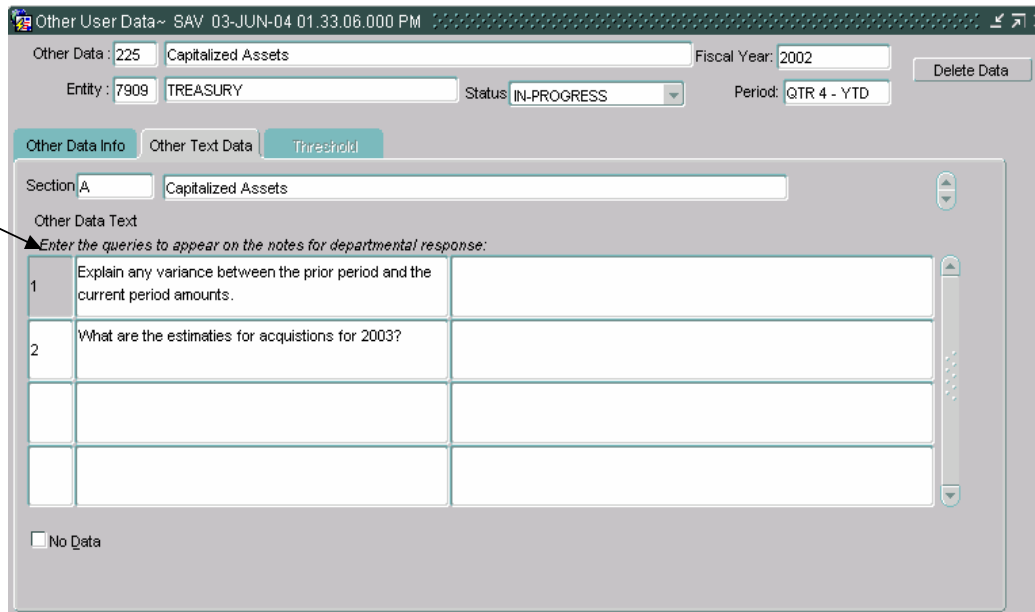 Other User Data~ SAV 03-JUN-04 01.33.06.000 PM
Other Data : 225 Capitalized Assets Fiscal Year: 2002 Delete Data
Entity : 7909 TREASURY Status IN-PROGRESS Period: QTR 4 - YTD
Other Data Info Other Text Data Threshold
Section A Capitalized Assets
Other Data Text
Enter the queries to appear on the notes for departmental response:
1 Explain any variance between the prior period and the
current period amounts.
2 What are the estimaties for acquistions for 2003?
No Data